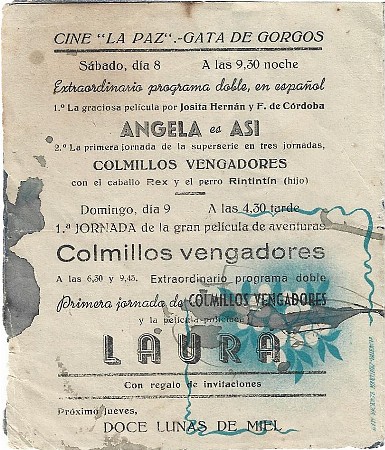 CINE "LA PAZ".-GATA DE GORGOS
Sábado, día 8 A las 9,30 noche
Extraordinario programa doble, en español
1.º La graciosa película por Josita Hernán y F. de Córdoba
ANGELA es ASI
2.º La primera jornada de la superserie en tres jornadas,
COLMILLOS VENGADORES
con el caballo Rex y el perro Rintintín (hijo)
Domingo, día 9 A las 4,30 tarde
1.ª JORNADA de la gran película de aventuras
Colmillos vengadores
A las 6,30 y 9,45. Extraordinario programa doble
Primera jornada de COLMILLOS VENGADORES
y la película policiaca
LAURA
Con regalo de invitaciones
Próximo jueves,
DOCE LUNAS DE MIEL